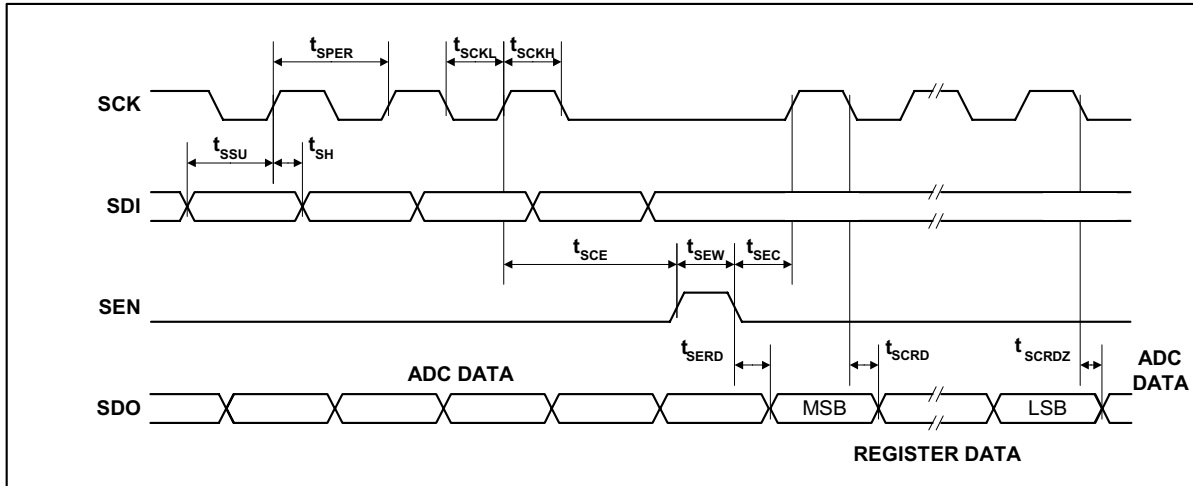 tSPER
tSCKL
tSCKH
SCK
tSSU
tSH
SDI
tSCE
tSEW
tSEC
SEN
tSERD
tSCRD
tSCRDZ
ADC DATA
ADC
DATA
SDO
MSB
LSB
REGISTER DATA